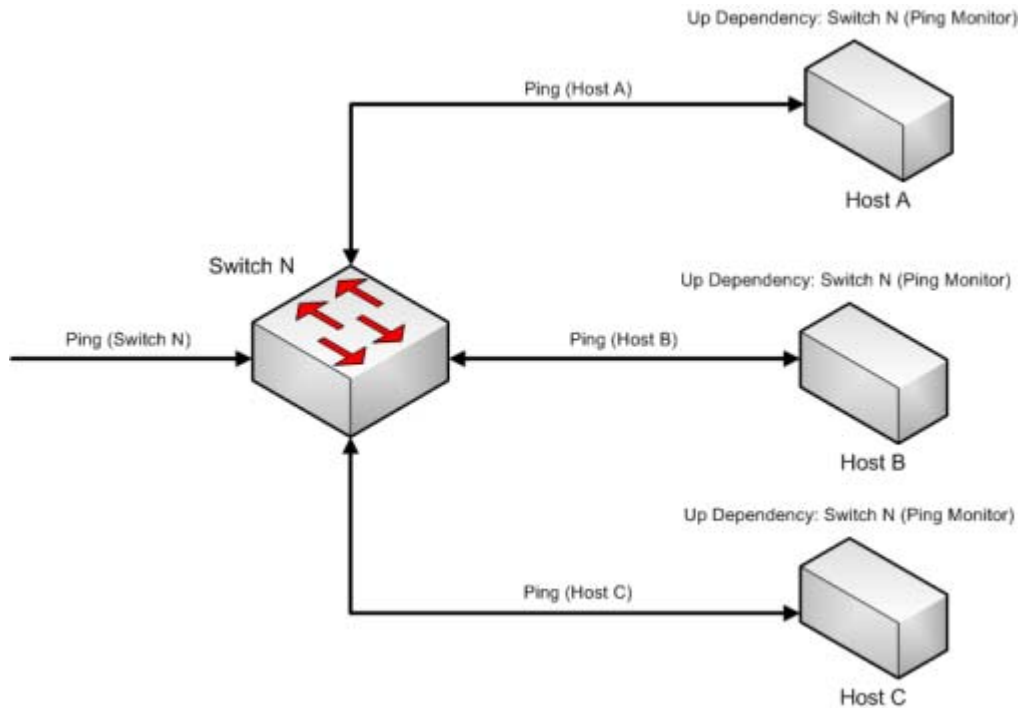 Up Dependency: Switch N (Ping Monitor)
Ping (Host A)
Host A
Switch N
Up Dependency: Switch N (Ping Monitor)
Ping (Switch N)
Ping (Host B)
Host B
Up Dependency: Switch N (Ping Monitor)
Ping (Host C)
Host C